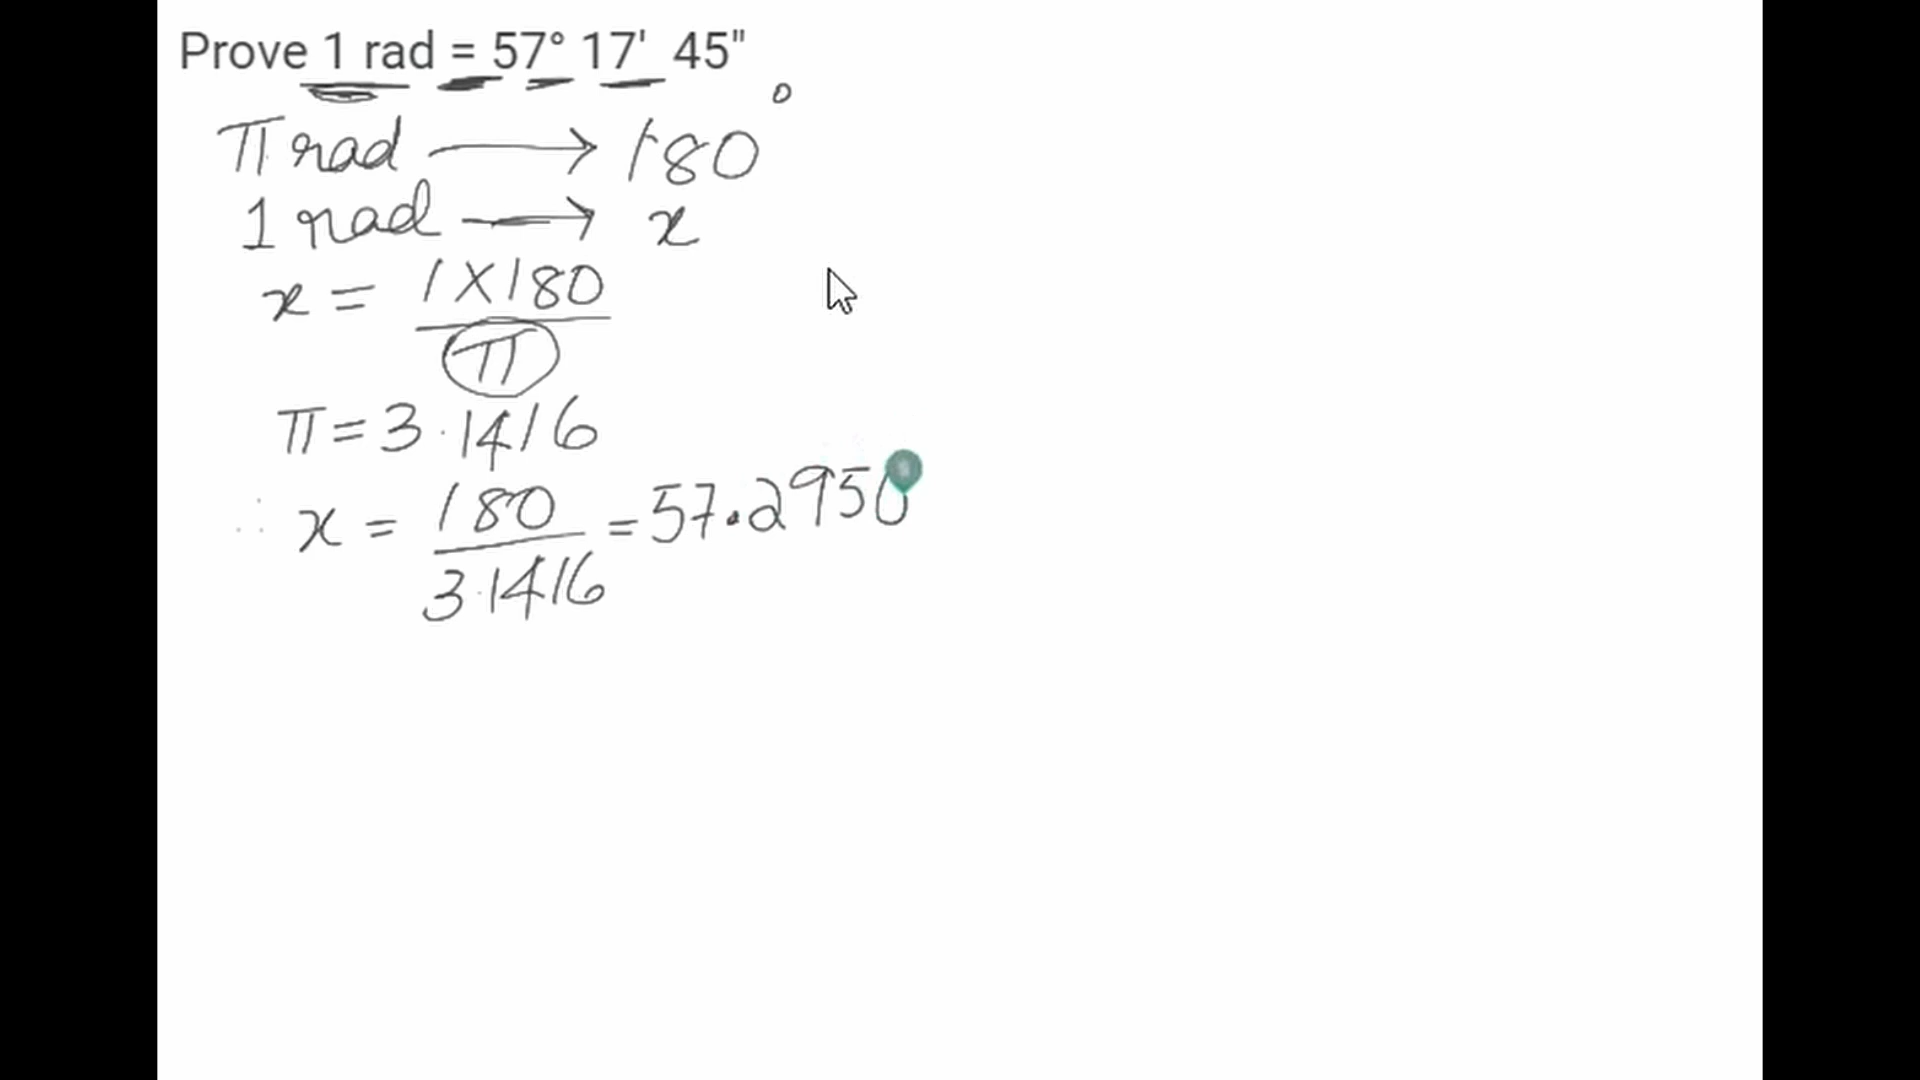 Prove 1 rad = 57° 17' 45"
π rad ⟶ 180°
1 rad ⟶ x
x = 1 X 180
π
π = 3.1416
∴ x = 180 = 57.2950
3.1416